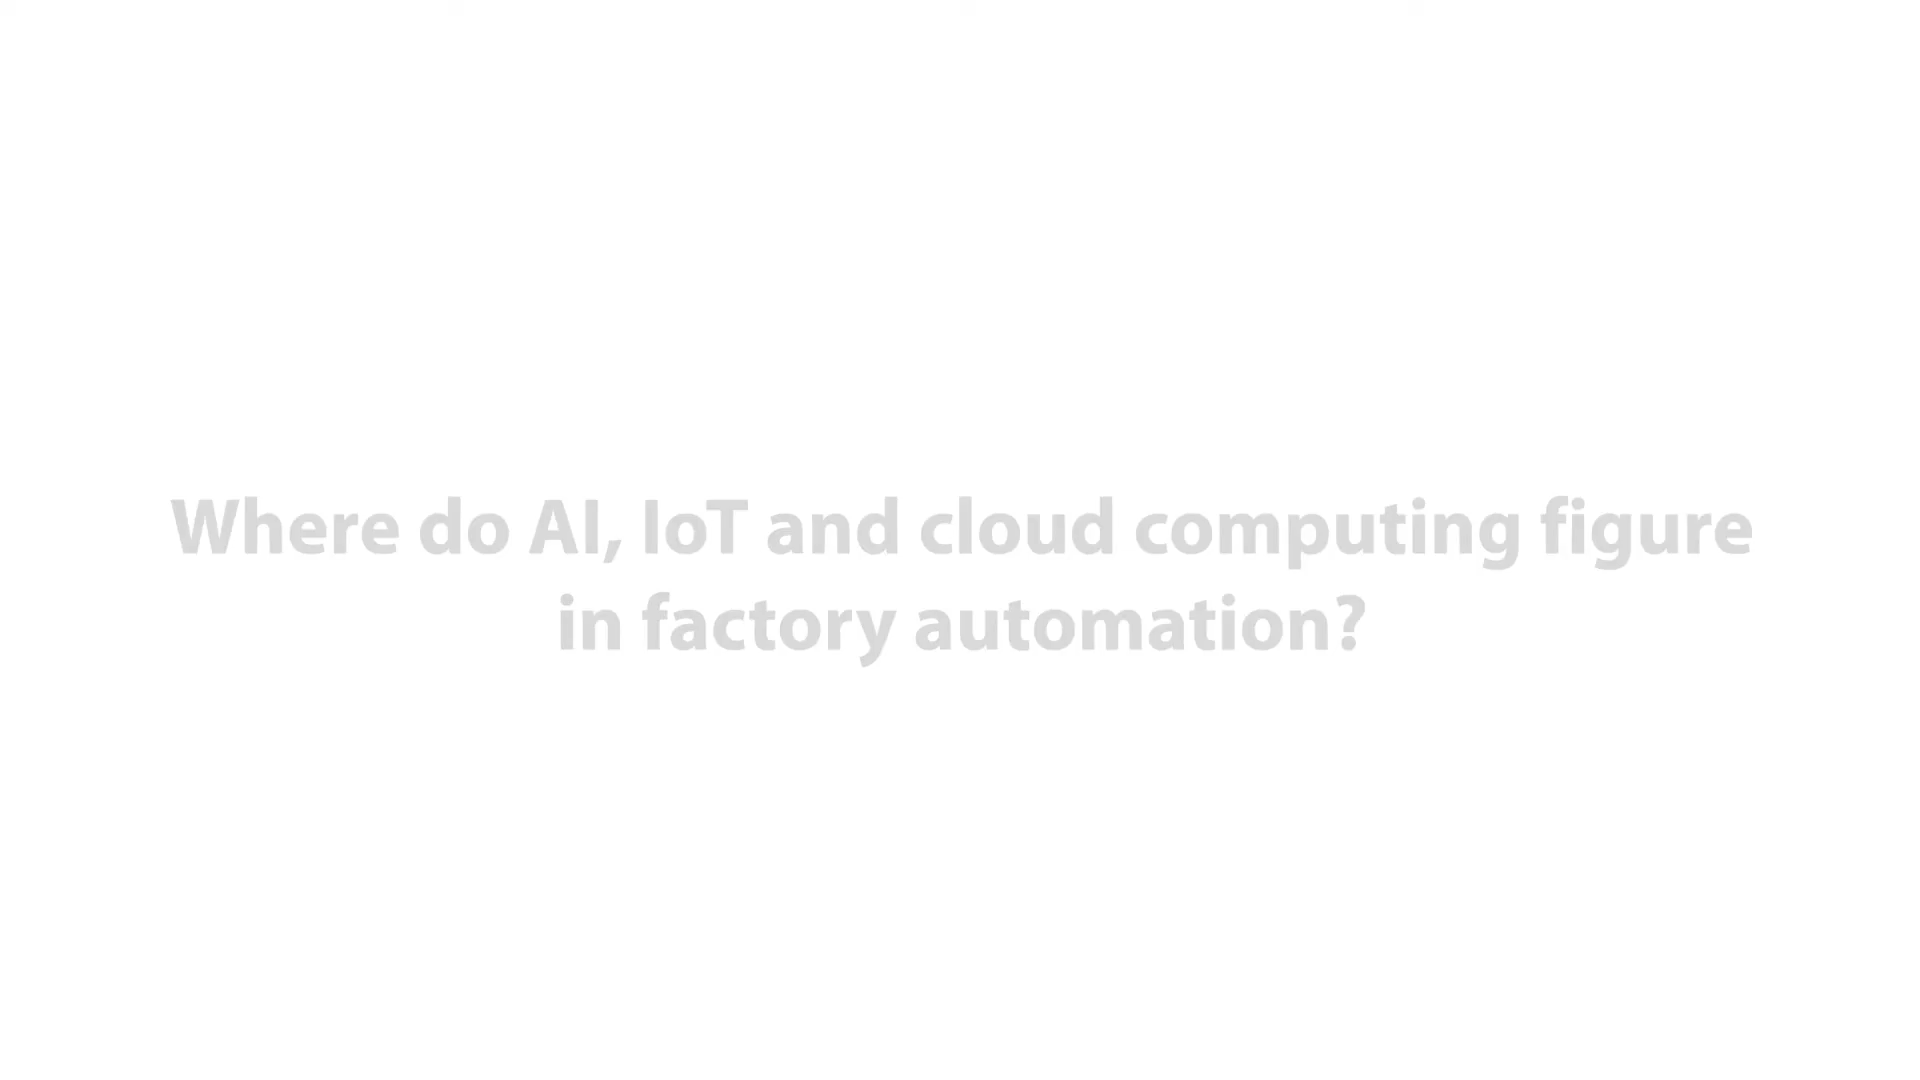 Where do AI, IoT and cloud computing figure
in factory automation?